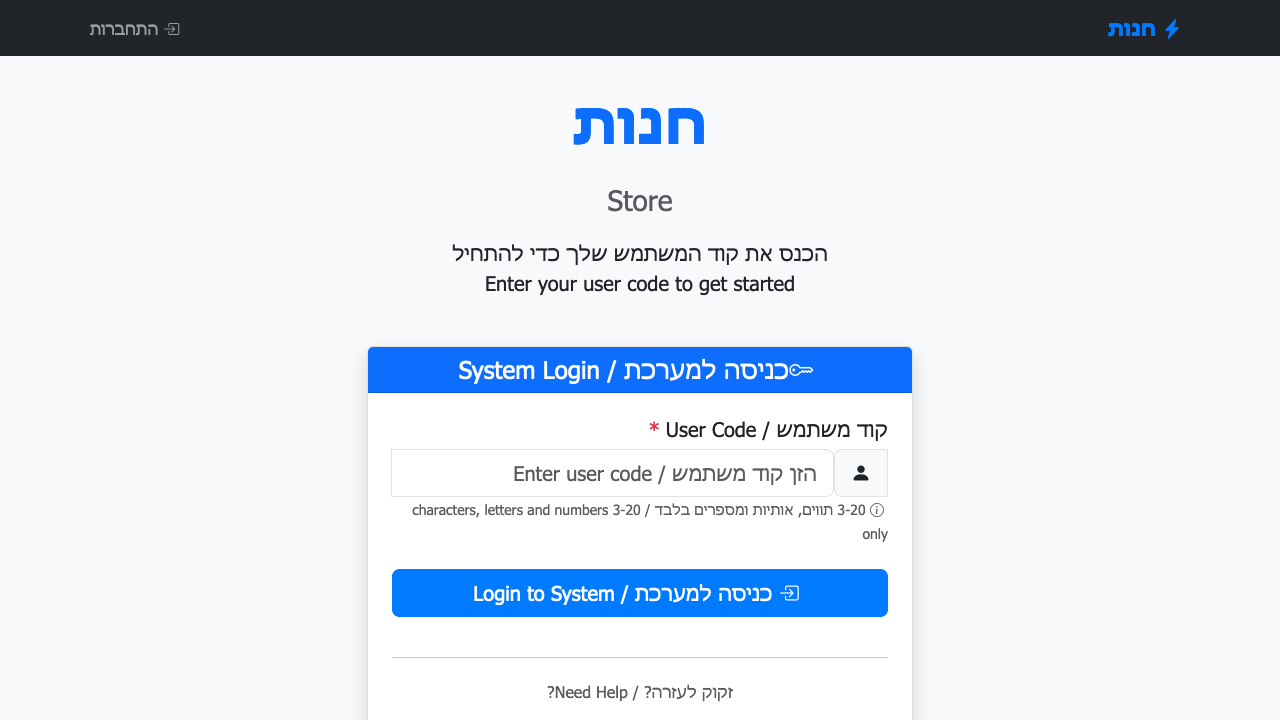 חנות
התחברות
חנות
Store
הכנס את קוד המשתמש שלך כדי להתחיל
Enter your user code to get started
כניסה למערכת / System Login
קוד משתמש / User Code *
הזן קוד משתמש / Enter user code
3-20 תווים, אותיות ומספרים בלבד / 3-20 characters, letters and numbers
only
כניסה למערכת / Login to System
זקוק לעזרה? / Need Help?